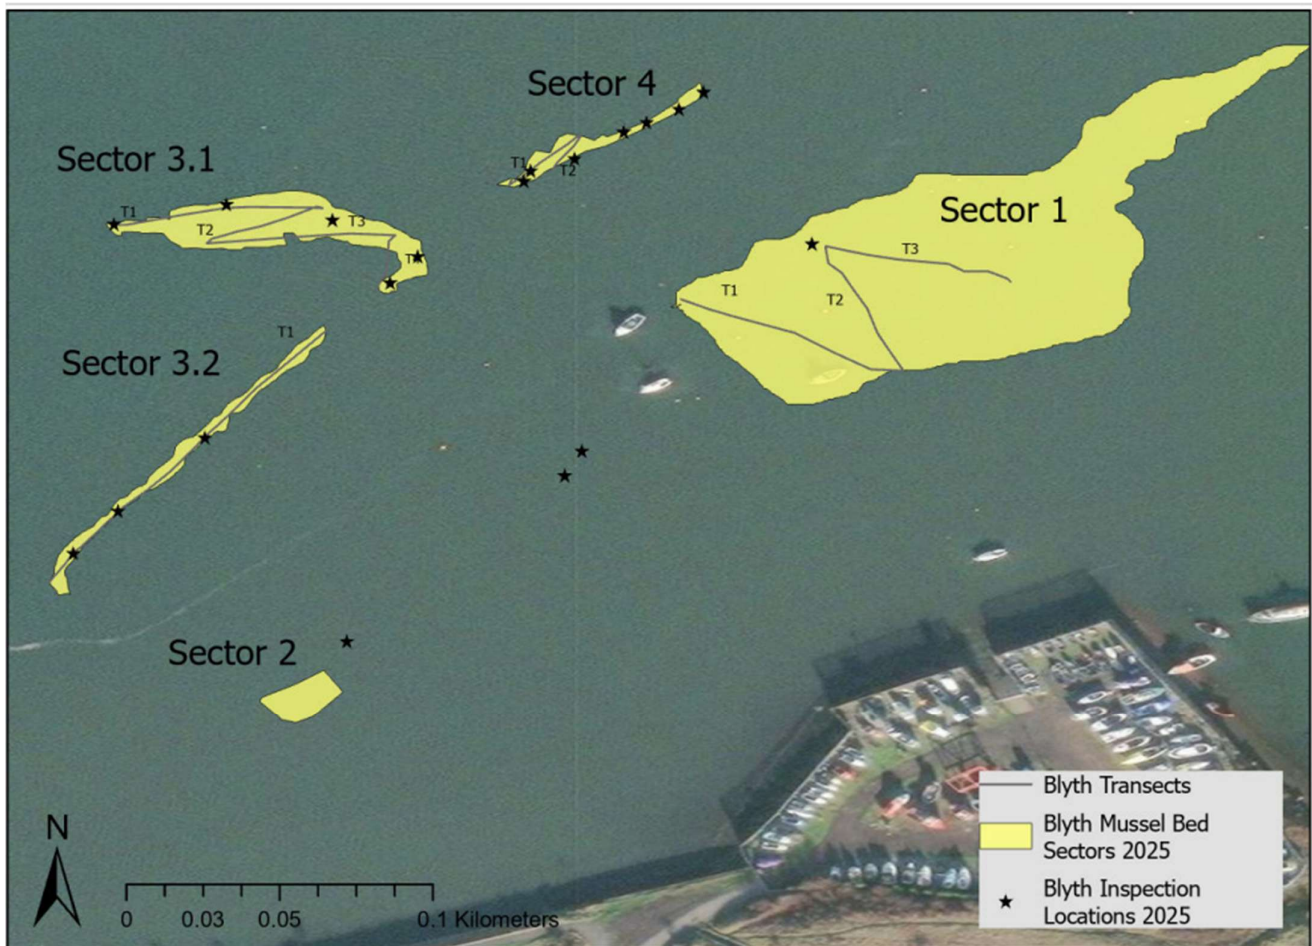 Sector 4
Sector 3.1
T1
T2
Sector 1
T1
T2
T3
T3
T1
T2
Sector 3.2
T1
Sector 2
N
0 0.03 0.05 0.1 Kilometers
Blyth Transects
Blyth Mussel Bed
Sectors 2025
Blyth Inspection
Locations 2025